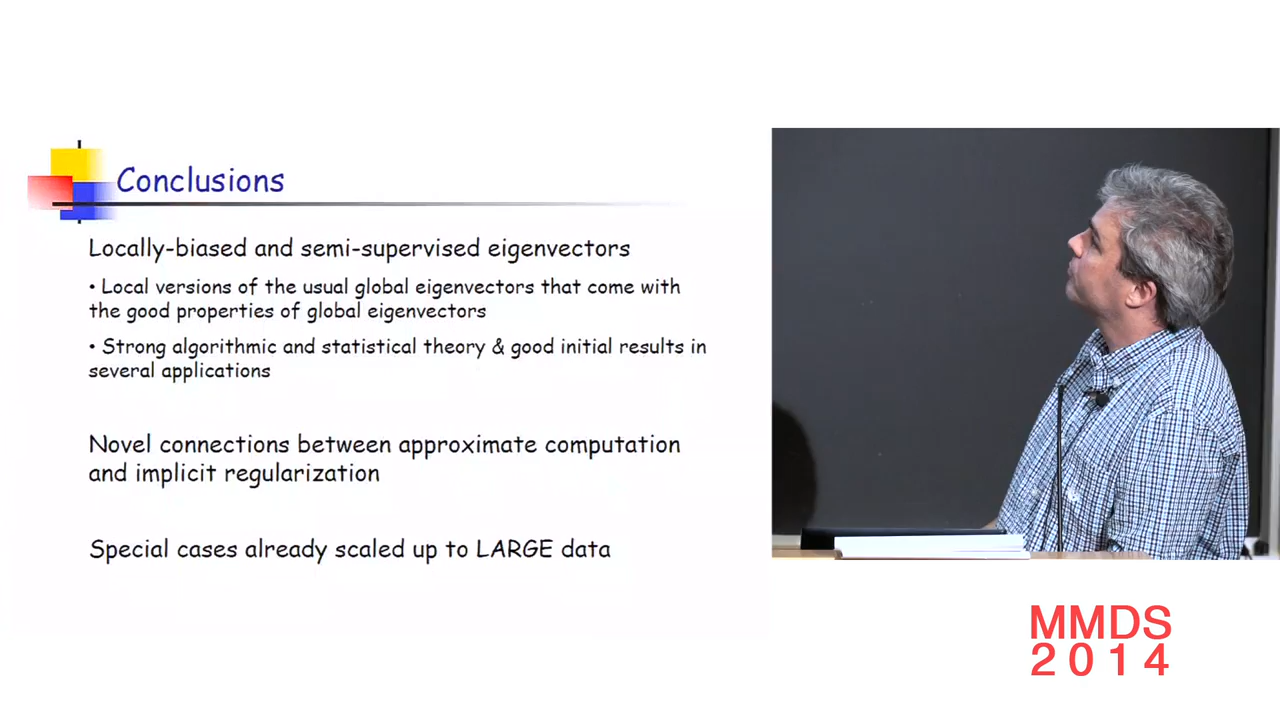 Conclusions
Locally-biased and semi-supervised eigenvectors
• Local versions of the usual global eigenvectors that come with
the good properties of global eigenvectors
• Strong algorithmic and statistical theory & good initial results in
several applications
Novel connections between approximate computation
and implicit regularization
Special cases already scaled up to LARGE data
MMDS
2014